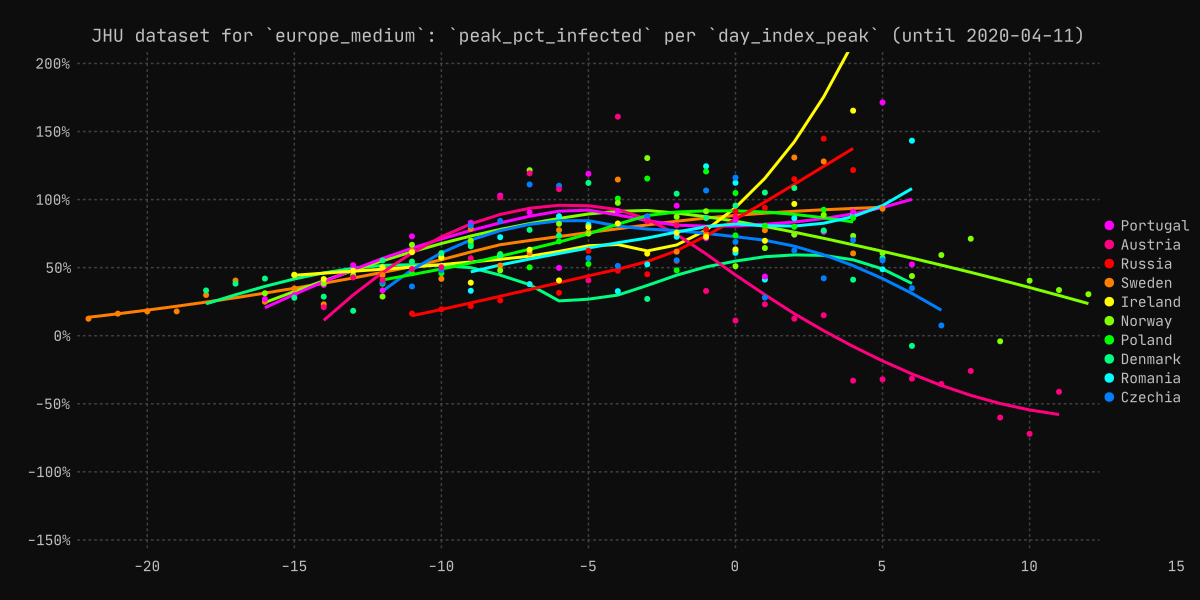 JHU dataset for `europe_medium`: `peak_pct_infected` per `day_index_peak` (until 2020-04-11)
200%
150%
100%
50%
0%
-50%
-100%
-150%
-20 -15 -10 -5 0 5 10 15
Portugal
Austria
Russia
Sweden
Ireland
Norway
Poland
Denmark
Romania
Czechia